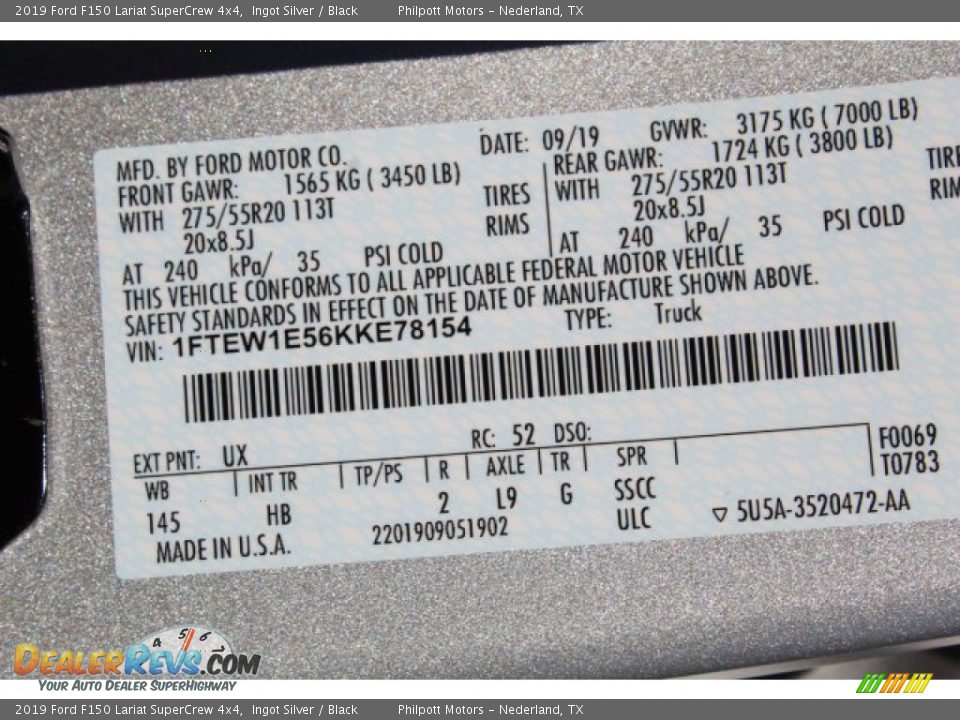 2019 Ford F150 Lariat SuperCrew 4x4, Ingot Silver / Black Philpott Motors – Nederland, TX
MFD. BY FORD MOTOR CO. DATE: 09/19 GVWR: 3175 KG ( 7000 LB)
FRONT GAWR: 1565 KG ( 3450 LB) REAR GAWR: 1724 KG ( 3800 LB)
WITH 275/55R20 113T TIRES WITH 275/55R20 113T TIRE
20x8.5J RIMS 20x8.5J RIM
AT 240 kPa/ 35 PSI COLD AT 240 kPa/ 35 PSI COLD
THIS VEHICLE CONFORMS TO ALL APPLICABLE FEDERAL MOTOR VEHICLE
SAFETY STANDARDS IN EFFECT ON THE DATE OF MANUFACTURE SHOWN ABOVE.
VIN: 1FTEW1E56KKE78154 TYPE: Truck
EXT PNT: UX RC: 52 DSO: F0069
WB INT TR TP/PS R AXLE TR SPR T0783
145 HB 2 L9 G SSCC
MADE IN U.S.A. 2201909051902 ULC ▽ 5U5A-3520472-AA
4 5 6
DEALERREVS.COM
YOUR AUTO DEALER SUPERHIGHWAY
2019 Ford F150 Lariat SuperCrew 4x4, Ingot Silver / Black Philpott Motors – Nederland, TX